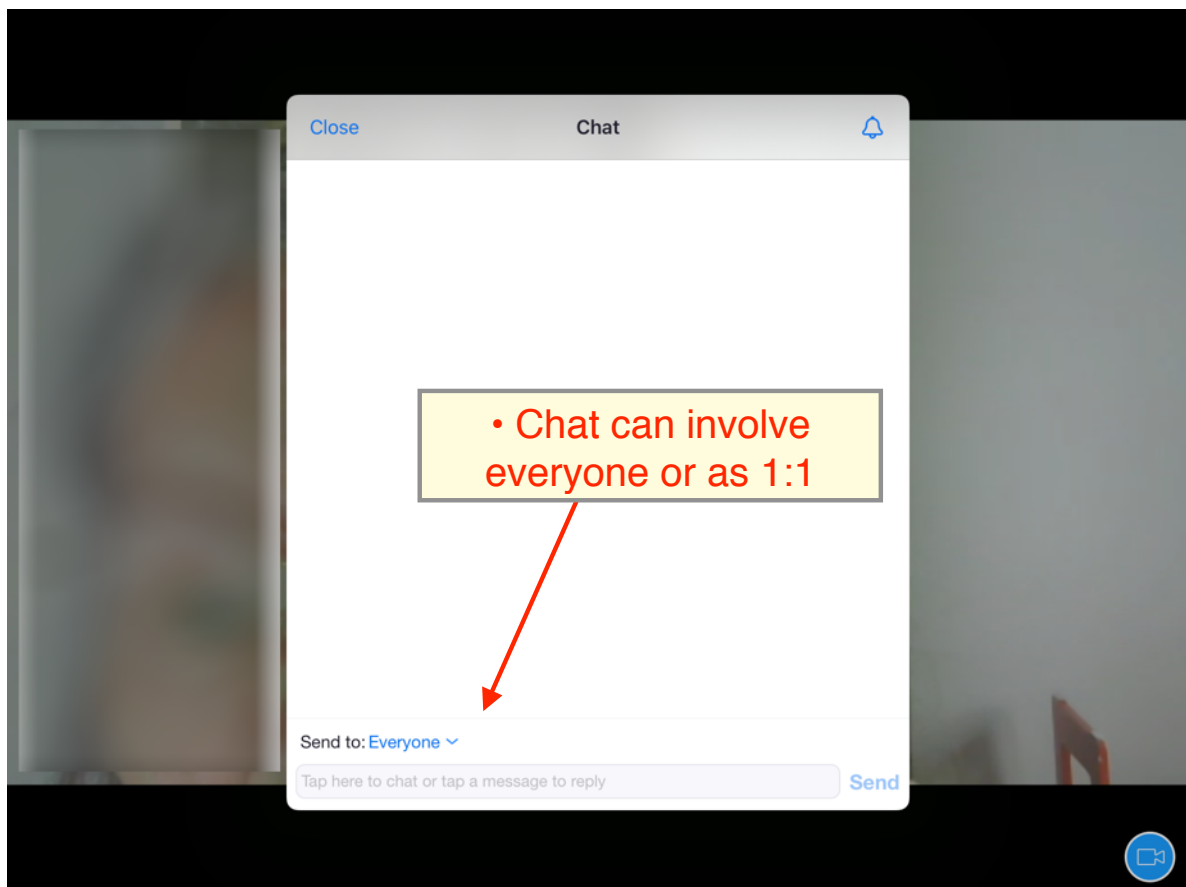 Close Chat
• Chat can involve
everyone or as 1:1
Send to: Everyone
Tap here to chat or tap a message to reply Send